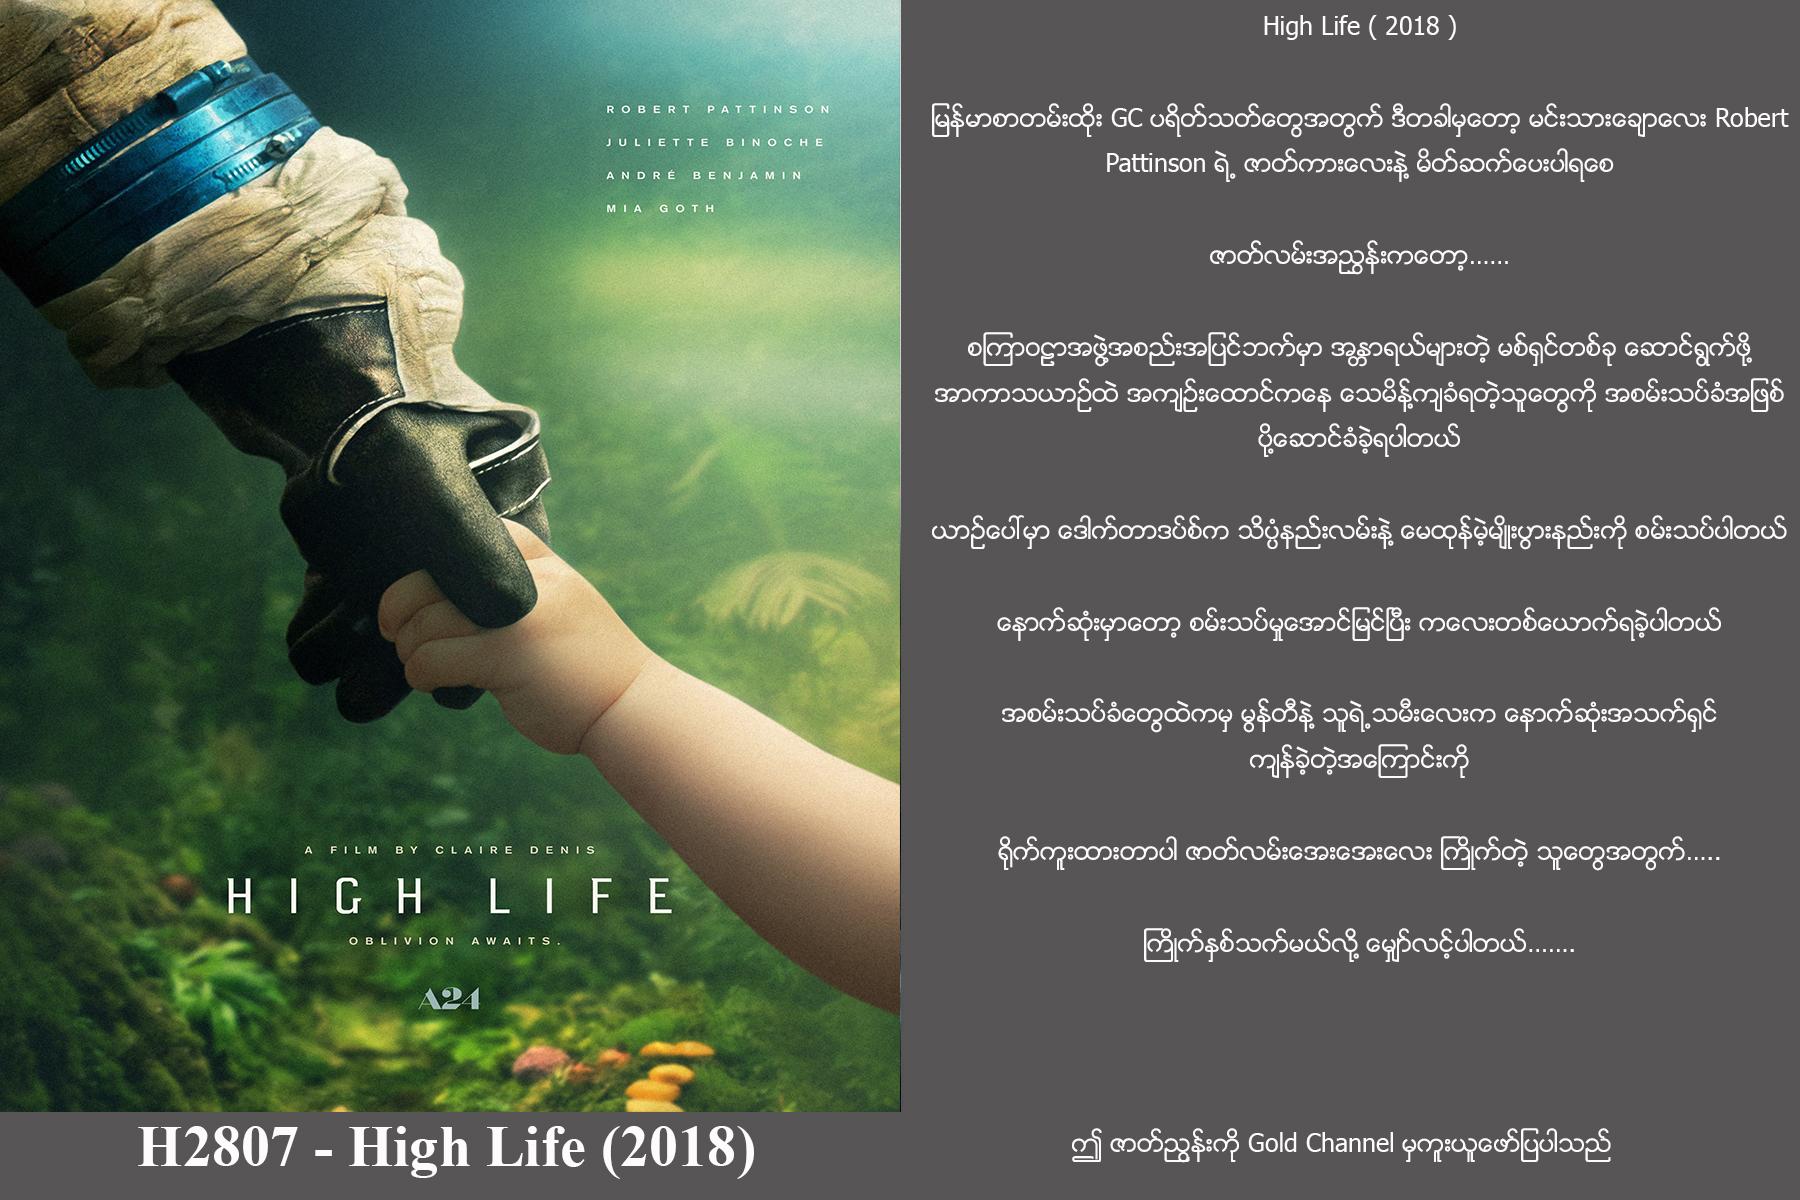 ROBERT PATTINSON
JULIETTE BINOCHE
ANDRÉ BENJAMIN
MIA GOTH
A FILM BY CLAIRE DENIS
HIGH LIFE
OBLIVION AWAITS.
A24
H2807 - High Life (2018)
High Life ( 2018 )
မြန်မာစာတမ်းထိုး GC ပရိတ်သတ်တွေအတွက် ဒီတခါမှတော့ မင်းသားချောလေး Robert
Pattinson ရဲ့ ဇာတ်ကားလေးနဲ့ မိတ်ဆက်ပေးပါရစေ
ဇာတ်လမ်းအညွှန်းကတော့......
စကြာဝဠာအဖွဲ့အစည်းအပြင်ဘက်မှာ အန္တာရယ်များတဲ့ မစ်ရှင်တစ်ခု ဆောင်ရွက်ဖို့
အာကာသယာဉ်ထဲ အကျဉ်းထောင်ကနေ သေမိန့်ကျခံရတဲ့သူတွေကို အစမ်းသပ်ခံအဖြစ်
ပို့ဆောင်ခံခဲ့ရပါတယ်
ယာဉ်ပေါ်မှာ ဒေါက်တာဒပ်စ်က သိပ္ပံနည်းလမ်းနဲ့ မေထုန်မဲ့မျိုးပွားနည်းကို စမ်းသပ်ပါတယ်
နောက်ဆုံးမှာတော့ စမ်းသပ်မှုအောင်မြင်ပြီး ကလေးတစ်ယောက်ရခဲ့ပါတယ်
အစမ်းသပ်ခံတွေထဲကမှ မွန်တီနဲ့ သူရဲ့သမီးလေးက နောက်ဆုံးအသက်ရှင်
ကျန်ခဲ့တဲ့အကြောင်းကို
ရိုက်ကူးထားတာပါ ဇာတ်လမ်းအေးအေးလေး ကြိုက်တဲ့ သူတွေအတွက်.....
ကြိုက်နှစ်သက်မယ်လို့ မျှော်လင့်ပါတယ်.......
ဤ ဇာတ်ညွှန်းကို Gold Channel မှကူးယူဖော်ပြပါသည်